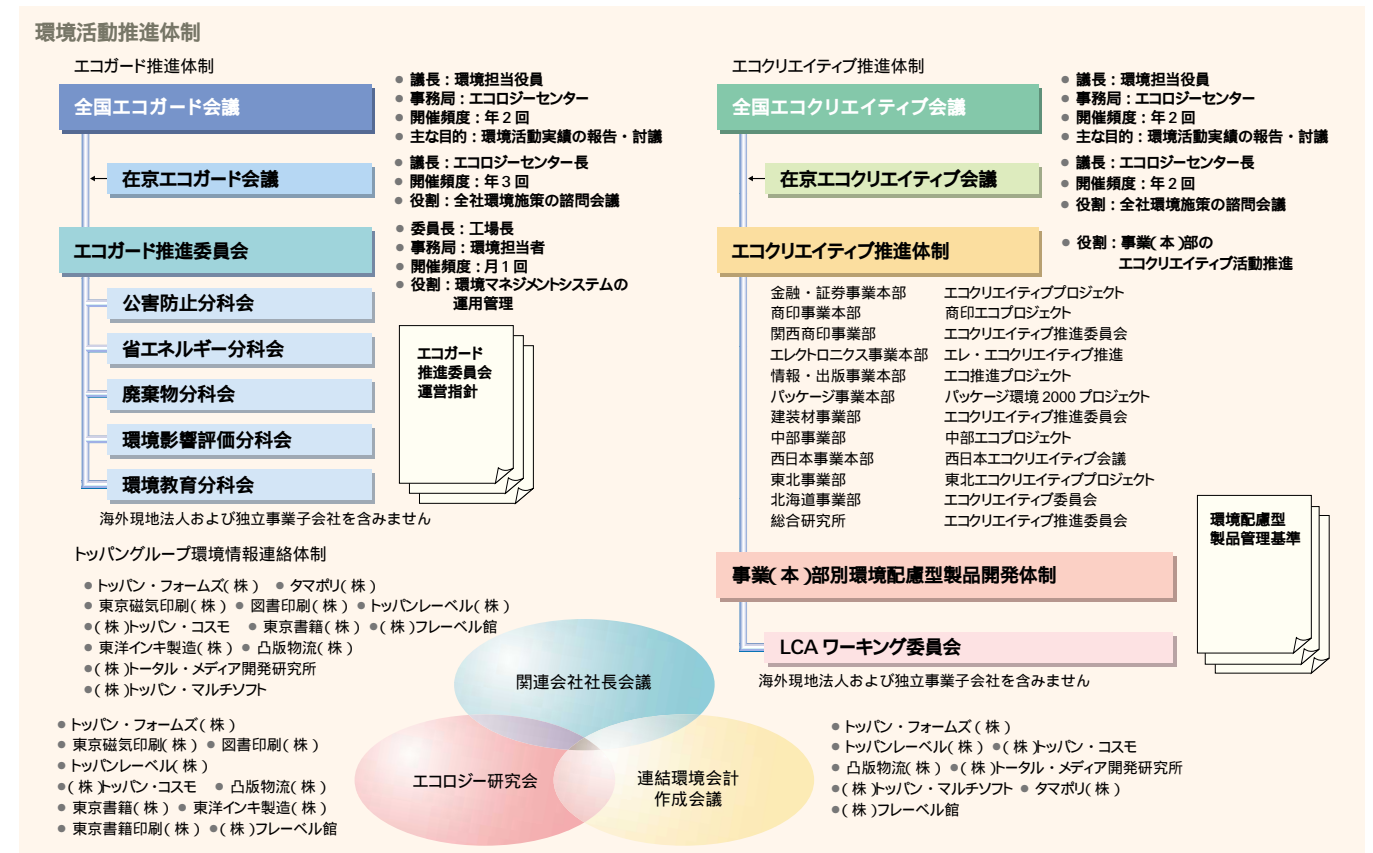 環境活動推進体制
エコガード推進体制
全国エコガード会議
● 議長：環境担当役員
● 事務局：エコロジーセンター
● 開催頻度：年２回
● 主な目的：環境活動実績の報告・討議
在京エコガード会議
● 議長：エコロジーセンター長
● 開催頻度：年３回
● 役割：全社環境施策の諮問会議
エコガード推進委員会
● 委員長：工場長
● 事務局：環境担当者
● 開催頻度：月１回
● 役割：環境マネジメントシステムの
運用管理
公害防止分科会
省エネルギー分科会
廃棄物分科会
環境影響評価分科会
環境教育分科会
エコガード
推進委員会
運営指針
海外現地法人および独立事業子会社を含みません
エコクリエイティブ推進体制
全国エコクリエイティブ会議
● 議長：環境担当役員
● 事務局：エコロジーセンター
● 開催頻度：年２回
● 主な目的：環境活動実績の報告・討議
在京エコクリエイティブ会議
● 議長：エコロジーセンター長
● 開催頻度：年２回
● 役割：全社環境施策の諮問会議
エコクリエイティブ推進体制
● 役割：事業(本)部の
エコクリエイティブ活動推進
金融・証券事業本部 エコクリエイティブプロジェクト
商印事業本部 商印エコプロジェクト
関西商印事業部 エコクリエイティブ推進委員会
エレクトロニクス事業本部 エレ・エコクリエイティブ推進
情報・出版事業本部 エコ推進プロジェクト
パッケージ事業本部 パッケージ環境 2000 プロジェクト
建装材事業部 エコクリエイティブ推進委員会
中部事業部 中部エコプロジェクト
西日本事業本部 西日本エコクリエイティブ会議
東北事業部 東北エコクリエイティブプロジェクト
北海道事業部 エコクリエイティブ委員会
総合研究所 エコクリエイティブ推進委員会
環境配慮型
製品管理基準
事業(本)部別環境配慮型製品開発体制
LCA ワーキング委員会
海外現地法人および独立事業子会社を含みません
トッパングループ環境情報連絡体制
● トッパン・フォームズ(株) ● タマポリ(株)
● 東京磁気印刷(株) ● 図書印刷(株) ● トッパンレーベル(株)
●(株)トッパン・コスモ ● 東京書籍(株) ●(株)フレーベル館
● 東洋インキ製造(株) ● 凸版物流(株)
●(株)トータル・メディア開発研究所
●(株)トッパン・マルチソフト
関連会社社長会議
● トッパン・フォームズ(株)
● 東京磁気印刷(株) ● 図書印刷(株)
● トッパンレーベル(株)
●(株)トッパン・コスモ ● 凸版物流(株)
● 東京書籍(株) ● 東洋インキ製造(株)
● 東京書籍印刷(株) ●(株)フレーベル館
エコロジー研究会
連結環境会計
作成会議
● トッパン・フォームズ(株)
● トッパンレーベル(株) ●(株)トッパン・コスモ
● 凸版物流(株) ●(株)トータル・メディア開発研究所
●(株)トッパン・マルチソフト ● タマポリ(株)
●(株)フレーベル館